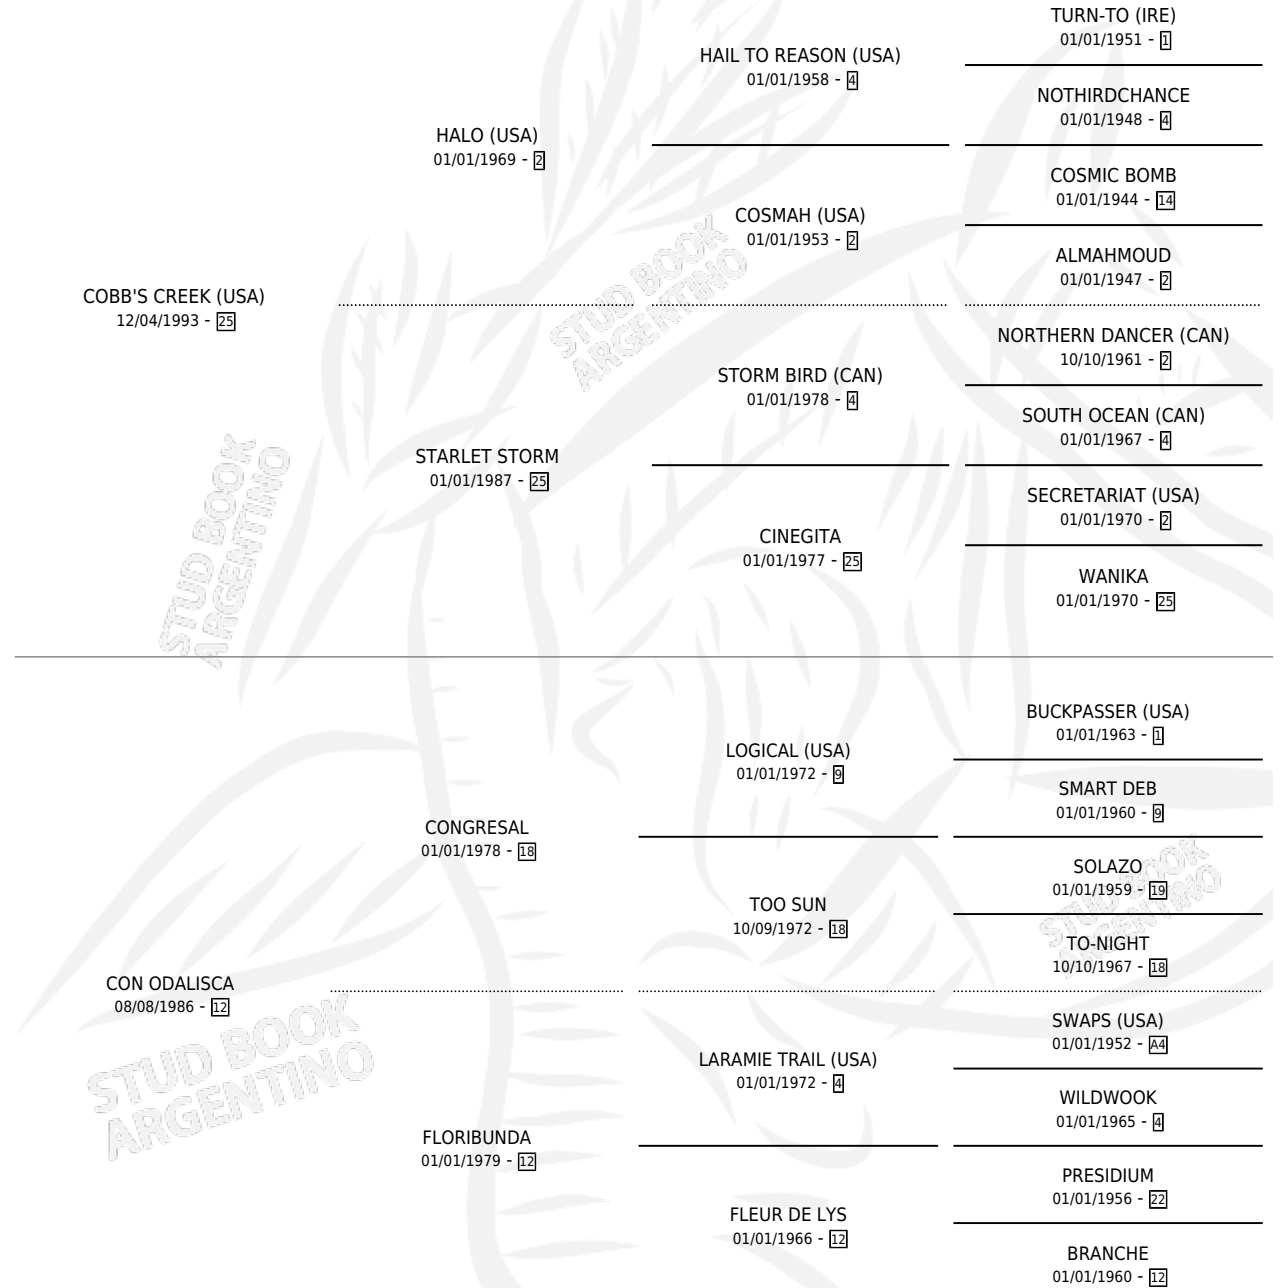 TURN-TO (IRE)
01/01/1951 - 1
HAIL TO REASON (USA)
01/01/1958 - 4
NOTHIRDCHANCE
01/01/1948 - 4
HALO (USA)
01/01/1969 - 2
COSMIC BOMB
01/01/1944 - 14
COSMAH (USA)
01/01/1953 - 2
ALMAHMOUD
01/01/1947 - 2
COBB'S CREEK (USA)
12/04/1993 - 25
NORTHERN DANCER (CAN)
10/10/1961 - 2
STORM BIRD (CAN)
01/01/1978 - 4
SOUTH OCEAN (CAN)
01/01/1967 - 4
STARLET STORM
01/01/1987 - 25
SECRETARIAT (USA)
01/01/1970 - 2
CINEGITA
01/01/1977 - 25
WANIKA
01/01/1970 - 25
BUCKPASSER (USA)
01/01/1963 - 1
LOGICAL (USA)
01/01/1972 - 9
SMART DEB
01/01/1960 - 9
CONGRESAL
01/01/1978 - 18
SOLAZO
01/01/1959 - 19
TOO SUN
10/09/1972 - 18
TO-NIGHT
10/10/1967 - 18
CON ODALISCA
08/08/1986 - 12
SWAPS (USA)
01/01/1952 - A4
LARAMIE TRAIL (USA)
01/01/1972 - 4
WILDWOOK
01/01/1965 - 4
FLORIBUNDA
01/01/1979 - 12
PRESIDIUM
01/01/1956 - 22
FLEUR DE LYS
01/01/1966 - 12
BRANCHE
01/01/1960 - 12
STUD BOOK
ARGENTINO
STUD BOOK
ARGENTINO
STUD BOOK
ARGENTINO
STUD BOOK
ARGENTINO